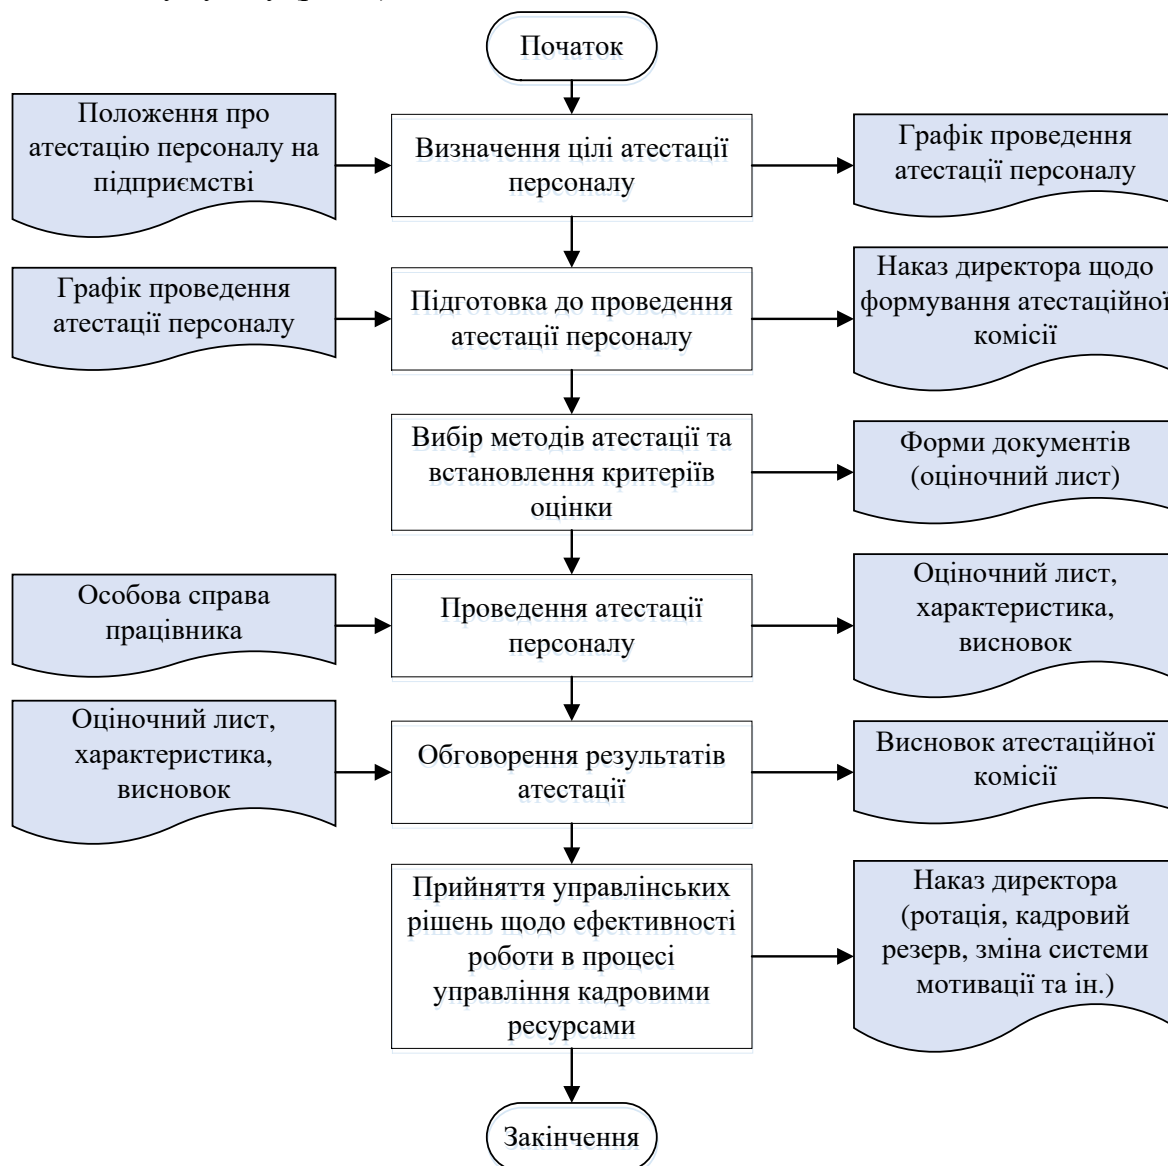 Початок
Положення про
атестацію персоналу на
підприємстві
Визначення цілі атестації
персоналу
Графік проведення
атестації персоналу
Графік проведення
атестації персоналу
Підготовка до проведення
атестації персоналу
Наказ директора щодо
формування атестаційної
комісії
Вибір методів атестації та
встановлення критеріїв
оцінки
Форми документів
(оціночний лист)
Особова справа
працівника
Проведення атестації
персоналу
Оціночний лист,
характеристика,
висновок
Оціночний лист,
характеристика,
висновок
Обговорення результатів
атестації
Висновок атестаційної
комісії
Прийняття управлінських
рішень щодо ефективності
роботи в процесі
управління кадровими
ресурсами
Наказ директора
(ротація, кадровий
резерв, зміна системи
мотивації та ін.)
Закінчення